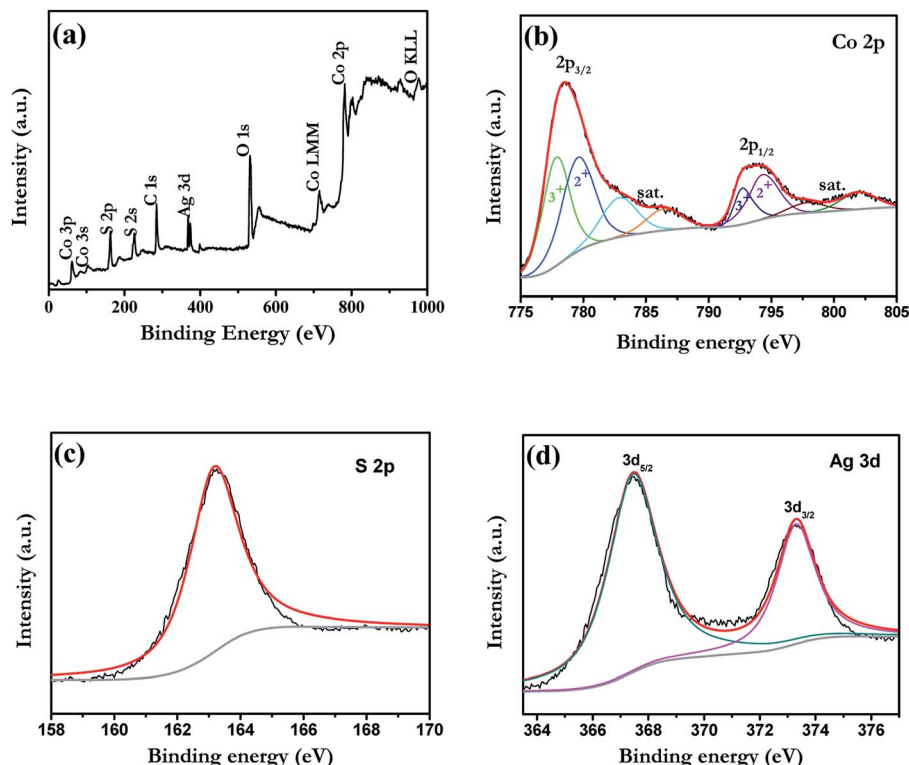 (a)
Co 3p
Co 3s
S 2p
S 2s
C 1s
Ag 3d
O 1s
Co LMM
Co 2p
O KLL
Intensity (a.u.)
0 200 400 600 800 1000
Binding Energy (eV)
(b)
Co 2p
2p3/2
3+
2+
sat.
2p1/2
3+
2+
sat.
Intensity (a.u.)
775 780 785 790 795 800 805
Binding energy (eV)
(c)
S 2p
Intensity (a.u.)
158 160 162 164 166 168 170
Binding energy (eV)
(d)
Ag 3d
3d5/2
3d3/2
Intensity (a.u.)
364 366 368 370 372 374 376
Binding energy (eV)